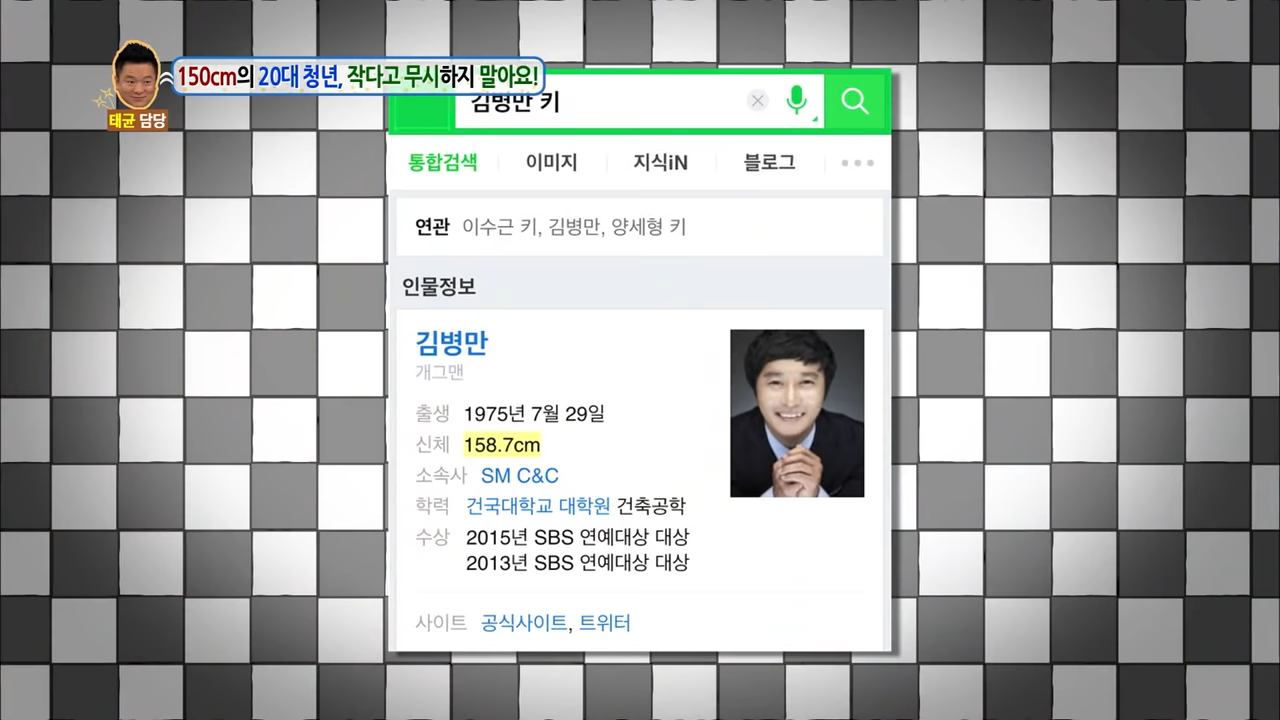 150cm의 20대 청년, 작다고 무시하지 말아요!
태균 담당
김병만 키
통합검색 이미지 지식iN 블로그
연관 이수근 키, 김병만, 양세형 키
인물정보
김병만
개그맨
출생 1975년 7월 29일
신체 158.7cm
소속사 SM C&C
학력 건국대학교 대학원 건축공학
수상 2015년 SBS 연예대상 대상
2013년 SBS 연예대상 대상
사이트 공식사이트, 트위터